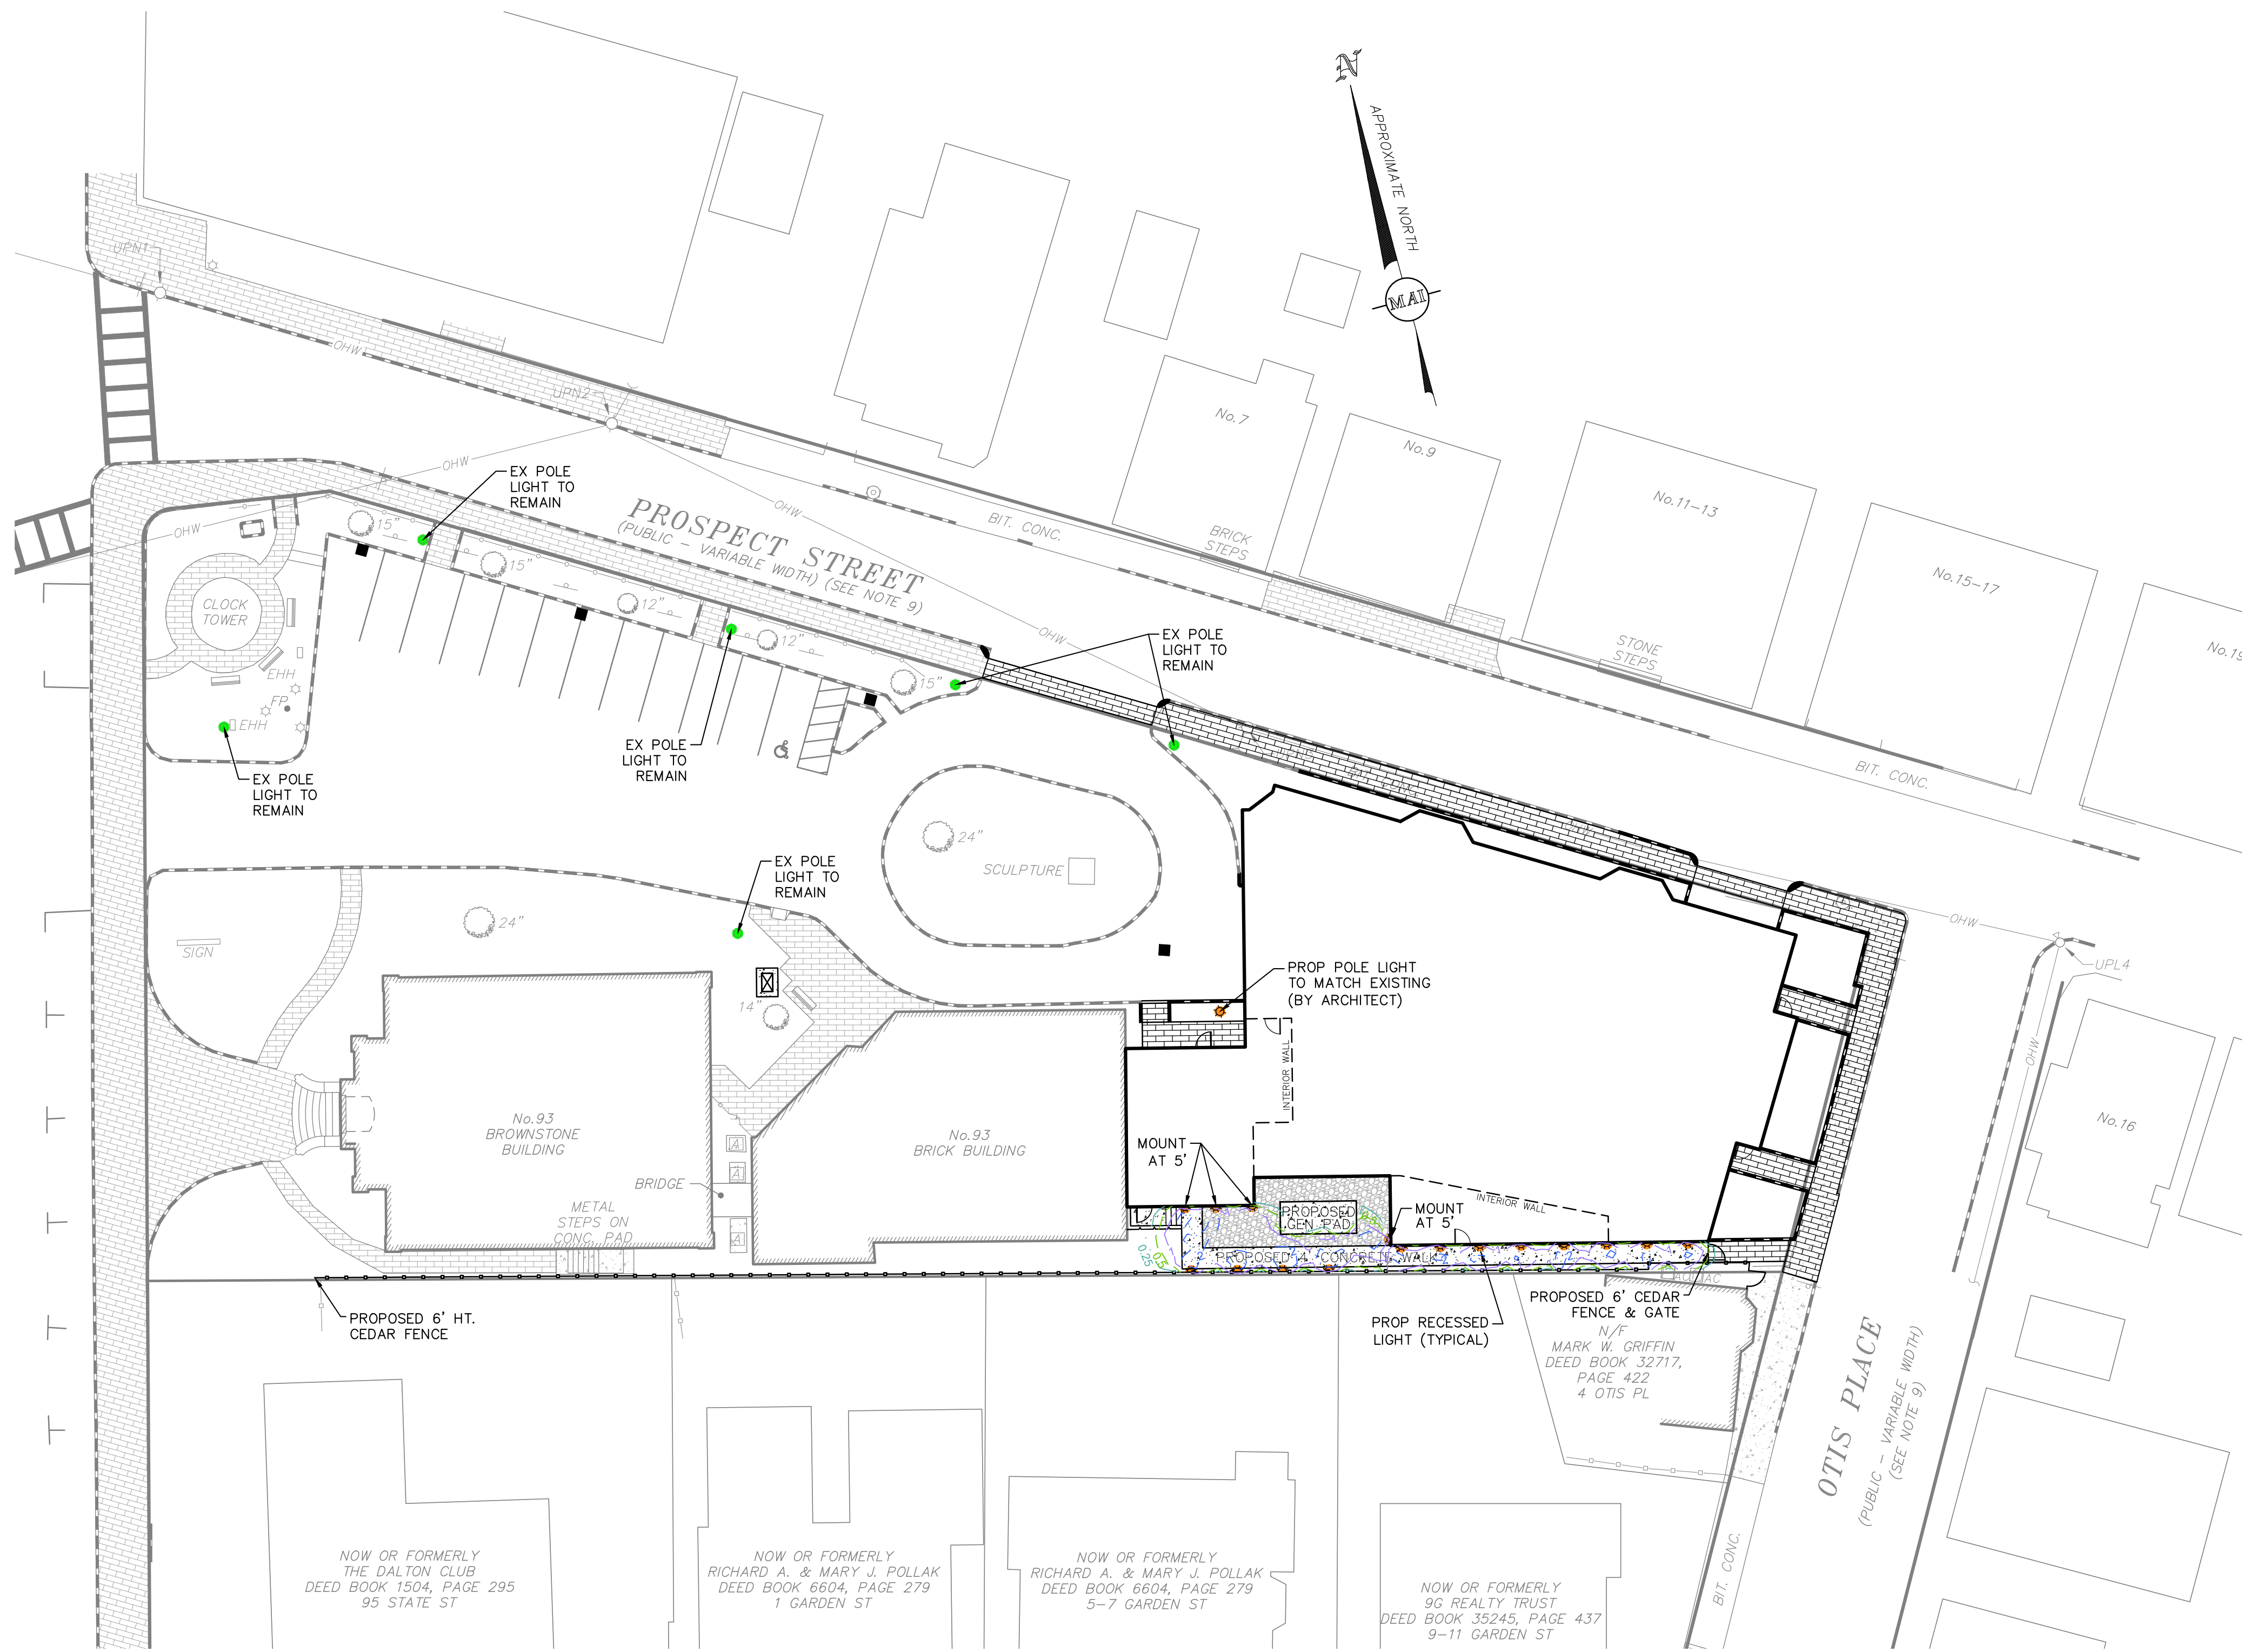 N
APPROXIMATE NORTH
MAI
UPN1
OHW
UPN2
OHW
OHW
OHW
OHW
OHW
OHW
No.7
No.9
No.11-13
No.15-17
No.19
BRICK
STEPS
STONE
STEPS
BIT. CONC.
BIT. CONC.
PROSPECT STREET
(PUBLIC - VARIABLE WIDTH) (SEE NOTE 9)
EX POLE
LIGHT TO
REMAIN
EX POLE
LIGHT TO
REMAIN
EX POLE
LIGHT TO
REMAIN
EX POLE
LIGHT TO
REMAIN
EX POLE
LIGHT TO
REMAIN
15"
15"
12"
12"
15"
CLOCK
TOWER
EHH
FP
EHH
24"
SCULPTURE
24"
SIGN
14"
PROP POLE LIGHT
TO MATCH EXISTING
(BY ARCHITECT)
INTERIOR WALL
INTERIOR WALL
UPL4
No.16
No.93
BROWNSTONE
BUILDING
No.93
BRICK BUILDING
A
A
A
BRIDGE
METAL
STEPS ON
CONC. PAD
MOUNT
AT 5'
MOUNT
AT 5'
PROPOSED
GEN PAD
0.5
0.25
0.5
PROPOSED 4' CONCRETE WALK
PROPOSED 6' HT.
CEDAR FENCE
PROP RECESSED
LIGHT (TYPICAL)
PROPOSED 6' CEDAR
FENCE & GATE
N/F
MARK W. GRIFFIN
DEED BOOK 32717,
PAGE 422
4 OTIS PL
OTIS PLACE
(PUBLIC - VARIABLE WIDTH)
(SEE NOTE 9)
BIT. CONC.
NOW OR FORMERLY
THE DALTON CLUB
DEED BOOK 1504, PAGE 295
95 STATE ST
NOW OR FORMERLY
RICHARD A. & MARY J. POLLAK
DEED BOOK 6604, PAGE 279
1 GARDEN ST
NOW OR FORMERLY
RICHARD A. & MARY J. POLLAK
DEED BOOK 6604, PAGE 279
5-7 GARDEN ST
NOW OR FORMERLY
9G REALTY TRUST
DEED BOOK 35245, PAGE 437
9-11 GARDEN ST